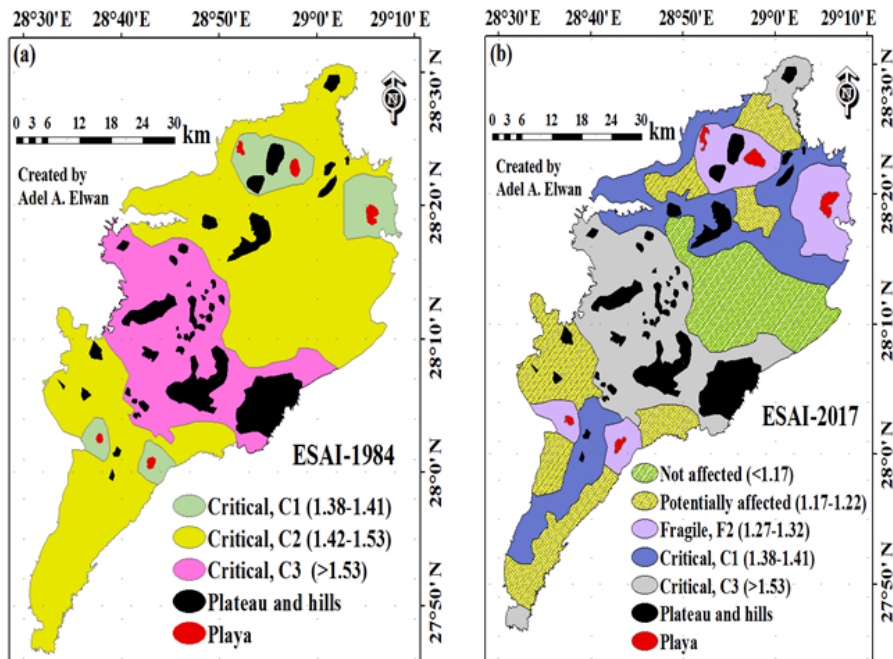 28°30' 28°40' 28°50' 29°0' 29°10'
(a)
N
0 3 6 12 18 24 30
km
Created by
Adel A. Elwan
ESAI-1984
Critical, C1 (1.38-1.41)
Critical, C2 (1.42-1.53)
Critical, C3 (>1.53)
Plateau and hills
Playa
28°30' N
28°20' N
28°10' N
28°0' N
27°50' N
28°30' 28°40' 28°50' 29°0' 29°10'
(b)
N
0 3 6 12 18 24 30
km
Created by
Adel A. Elwan
ESAI-2017
Not affected (<1.17)
Potentially affected (1.17-1.22)
Fragile, F2 (1.27-1.32)
Critical, C1 (1.38-1.41)
Critical, C3 (>1.53)
Plateau and hills
Playa
28°30' N
28°20' N
28°10' N
28°0' N
27°50' N